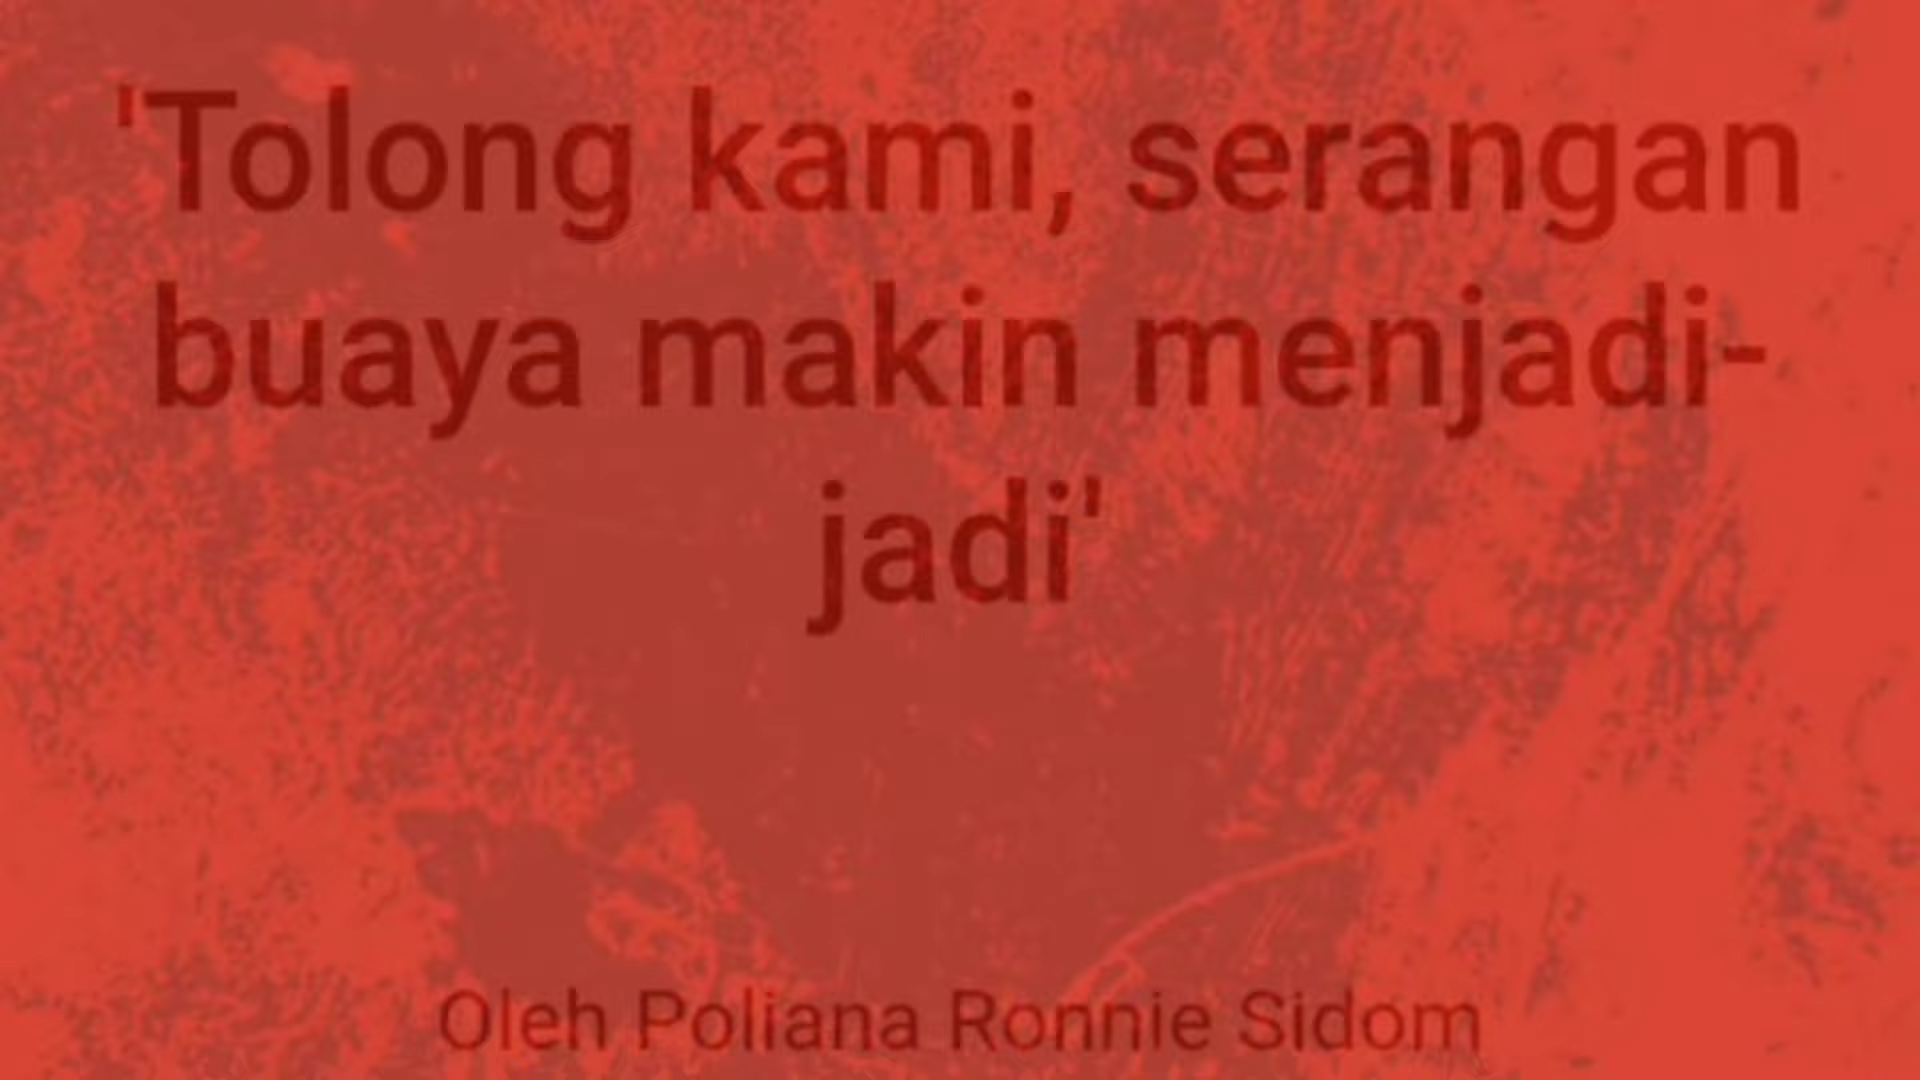 'Tolong kami, serangan
buaya makin menjadi-
jadi'
Oleh Poliana Ronnie Sidom